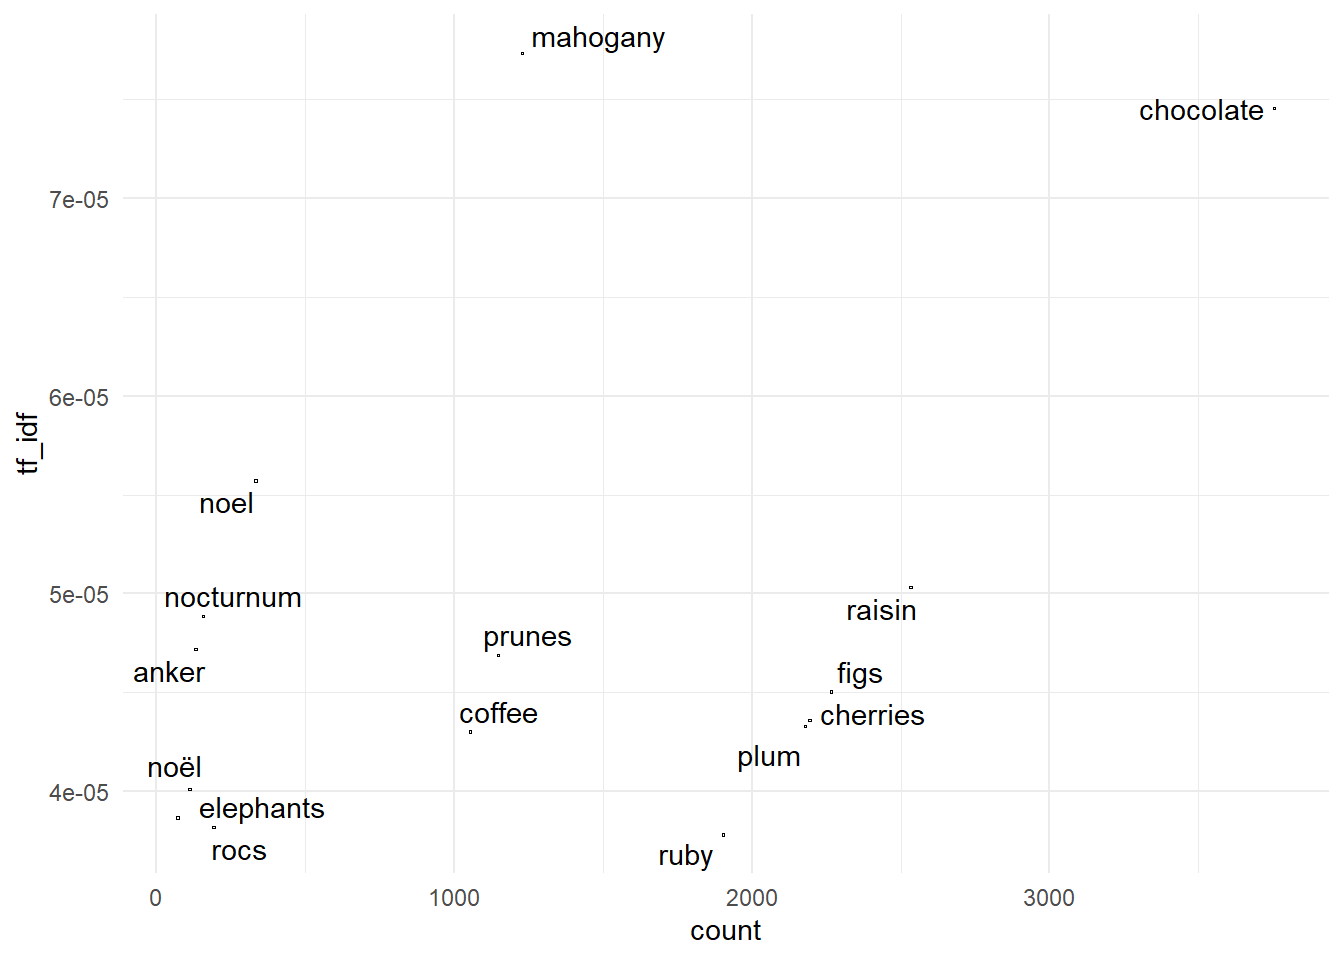 mahogany
chocolate
7e-05
6e-05
tf_idf
noel
nocturnum
5e-05
raisin
prunes
anker
figs
coffee
cherries
plum
noël
4e-05
elephants
rocs
ruby
0
1000
2000
3000
count